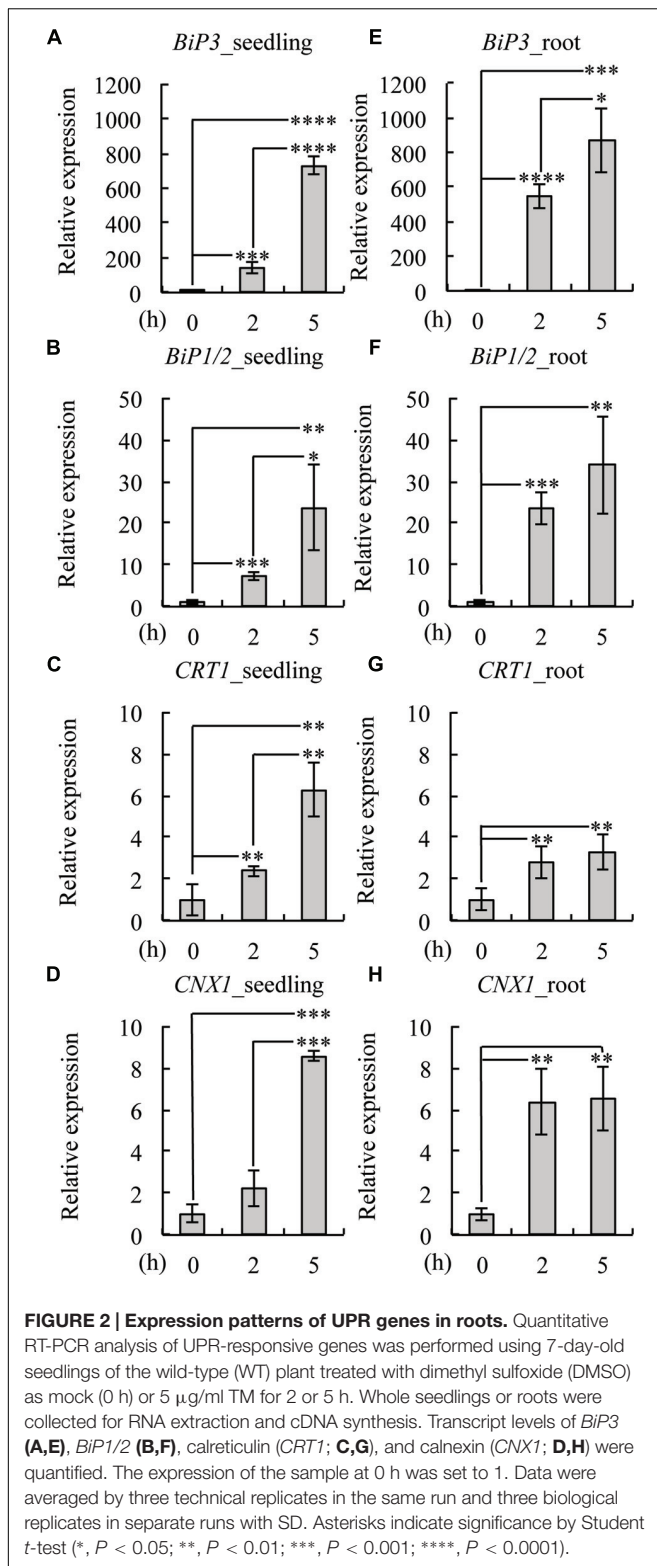 A
BiP3_seedling
Relative expression
1200
1000
800
600
400
200
0
****
****
***
(h) 0 2 5
E
BiP3_root
Relative expression
1200
1000
800
600
400
200
0
***
*
****
0 2 5
B
BiP1/2_seedling
Relative expression
50
40
30
20
10
0
**
*
***
(h) 0 2 5
F
BiP1/2_root
Relative expression
50
40
30
20
10
0
**
***
(h) 0 2 5
C
CRT1_seedling
Relative expression
10
8
6
4
2
0
**
**
**
(h) 0 2 5
G
CRT1_root
Relative expression
10
8
6
4
2
0
** **
(h) 0 2 5
D
CNX1_seedling
Relative expression
10
8
6
4
2
0
***
***
(h) 0 2 5
H
CNX1_root
Relative expression
10
8
6
4
2
0
** **
(h) 0 2 5
FIGURE 2 | Expression patterns of UPR genes in roots. Quantitative
RT-PCR analysis of UPR-responsive genes was performed using 7-day-old
seedlings of the wild-type (WT) plant treated with dimethyl sulfoxide (DMSO)
as mock (0 h) or 5 μg/ml TM for 2 or 5 h. Whole seedlings or roots were
collected for RNA extraction and cDNA synthesis. Transcript levels of BiP3
(A,E), BiP1/2 (B,F), calreticulin (CRT1; C,G), and calnexin (CNX1; D,H) were
quantified. The expression of the sample at 0 h was set to 1. Data were
averaged by three technical replicates in the same run and three biological
replicates in separate runs with SD. Asterisks indicate significance by Student
t-test (*, P < 0.05; **, P < 0.01; ***, P < 0.001; ****, P < 0.0001).